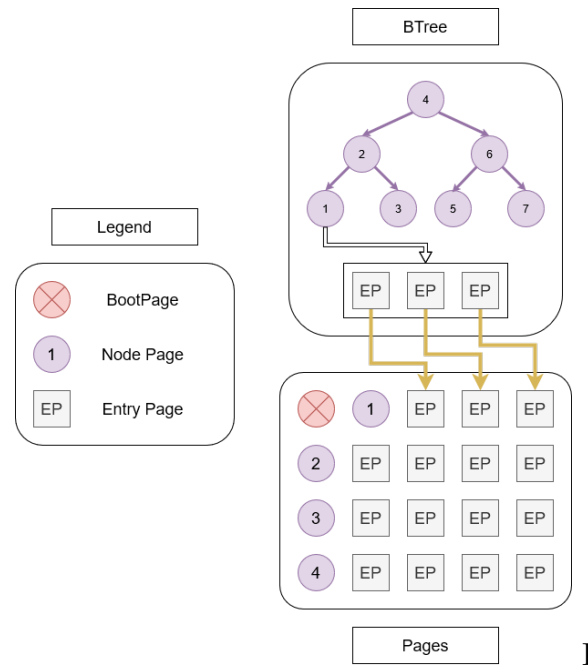 BTree
4
2 6
1 3 5 7
EP EP EP
Legend
BootPage
1 Node Page
EP Entry Page
1 EP EP EP
2 EP EP EP EP
3 EP EP EP EP
4 EP EP EP EP
Pages